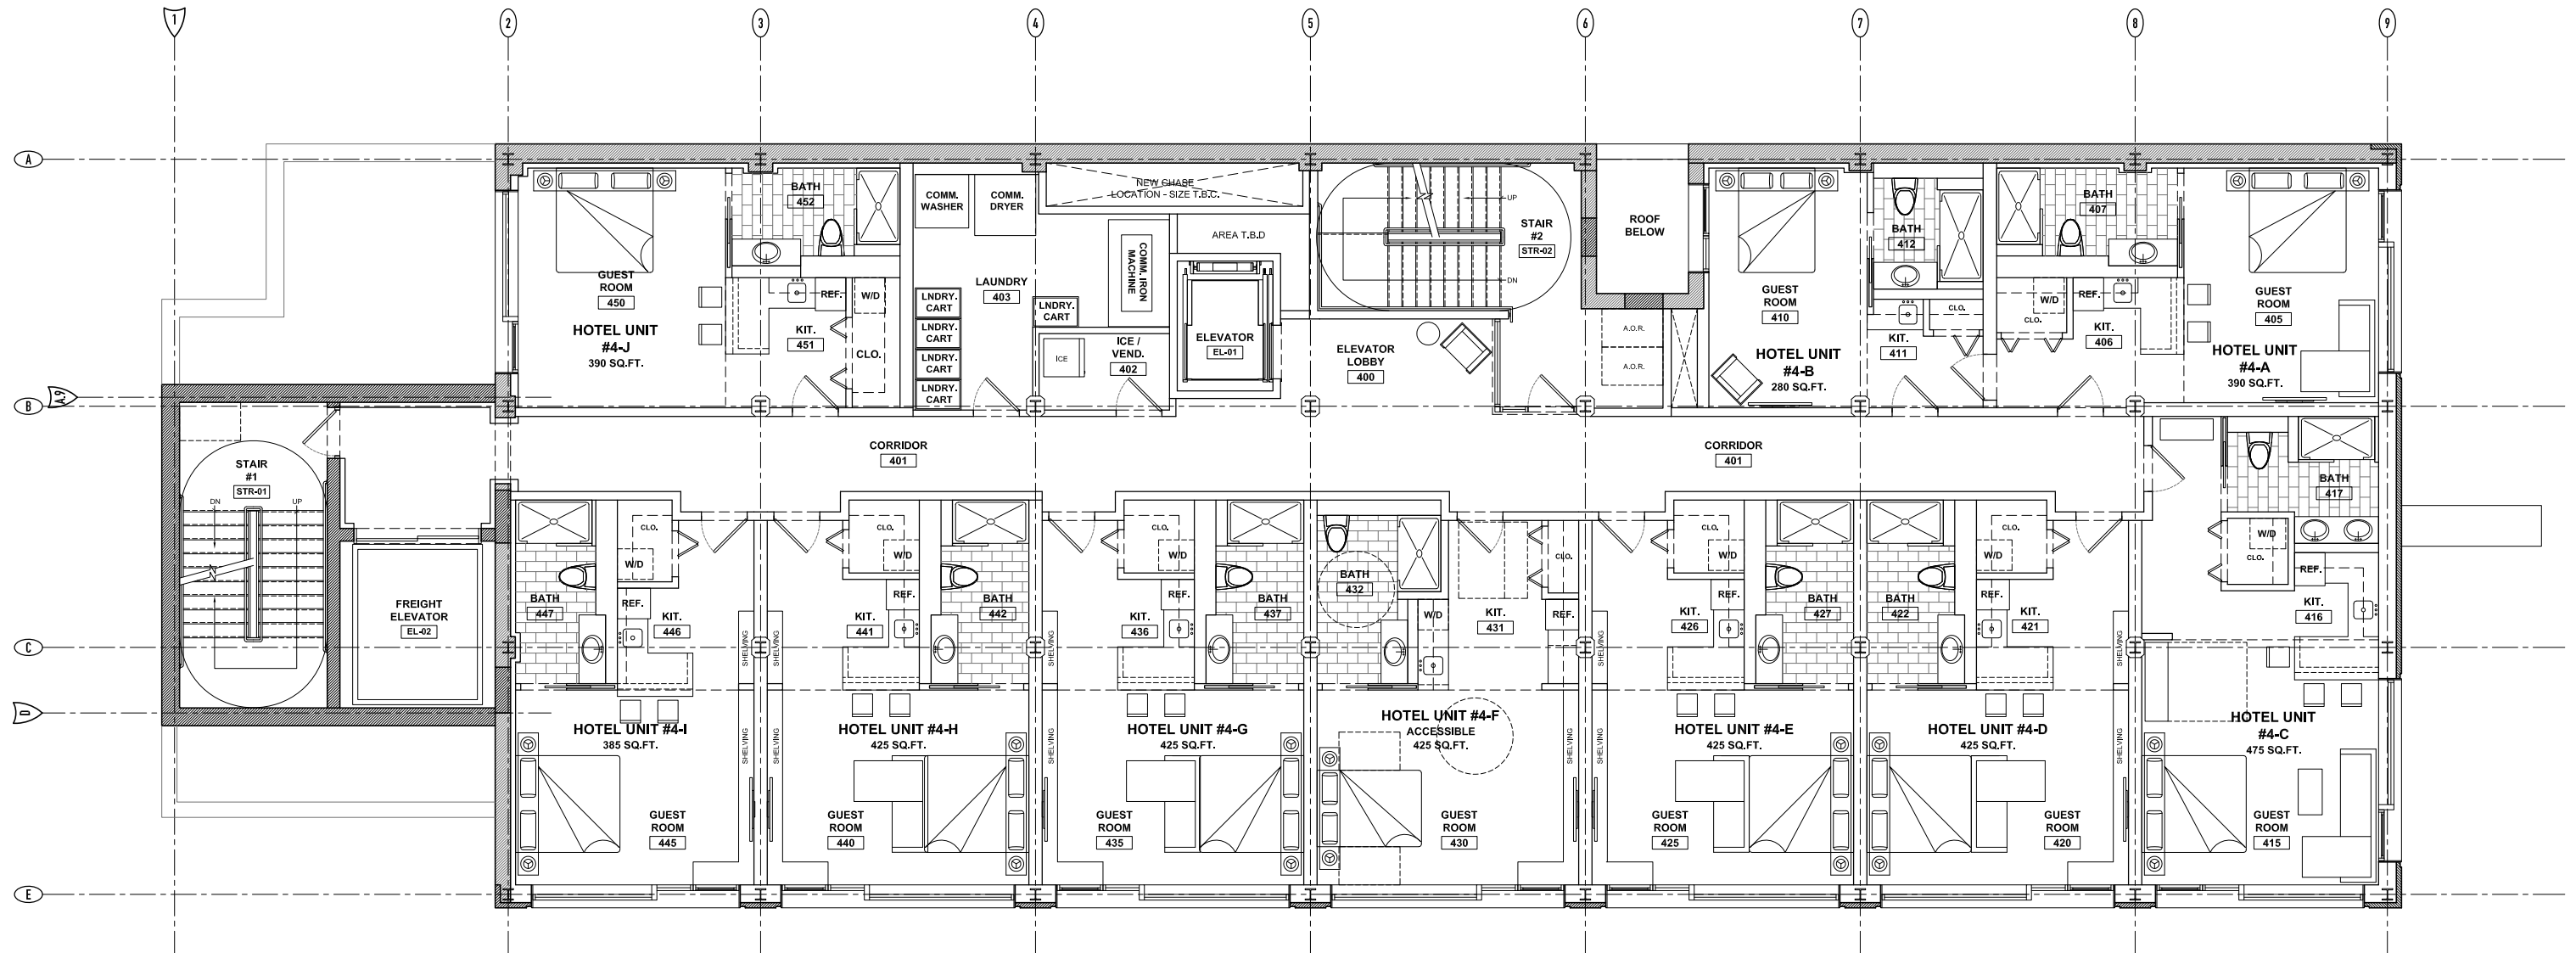 1
2
3
4
5
6
7
8
9
A
A.9
B
C
D
E
BATH
452
COMM.
WASHER
COMM.
DRYER
NEW CHASE
LOCATION - SIZE T.B.C.
AREA T.B.D
COMM. IRON
MACHINE
UP
STAIR
#2
STR-02
DN
ROOF
BELOW
BATH
412
BATH
407
GUEST
ROOM
450
HOTEL UNIT
#4-J
390 SQ.FT.
REF.
W/D
KIT.
451
CLO.
LAUNDRY
403
LNDRY.
CART
LNDRY.
CART
LNDRY.
CART
LNDRY.
CART
LNDRY.
CART
ICE
ICE /
VEND.
402
ELEVATOR
EL-01
ELEVATOR
LOBBY
400
A.O.R.
A.O.R.
GUEST
ROOM
410
HOTEL UNIT
#4-B
280 SQ.FT.
KIT.
411
CLO.
W/D
CLO.
REF.
KIT.
406
GUEST
ROOM
405
HOTEL UNIT
#4-A
390 SQ.FT.
CORRIDOR
401
CORRIDOR
401
STAIR
#1
STR-01
DN
UP
FREIGHT
ELEVATOR
EL-02
BATH
447
CLO.
W/D
REF.
KIT.
446
SHELVING
SHELVING
HOTEL UNIT #4-I
385 SQ.FT.
GUEST
ROOM
445
CLO.
W/D
REF.
KIT.
441
BATH
442
HOTEL UNIT #4-H
425 SQ.FT.
GUEST
ROOM
440
SHELVING
SHELVING
CLO.
W/D
REF.
KIT.
436
BATH
437
HOTEL UNIT #4-G
425 SQ.FT.
GUEST
ROOM
435
BATH
432
W/D
CLO.
REF.
KIT.
431
HOTEL UNIT #4-F
ACCESSIBLE
425 SQ.FT.
GUEST
ROOM
430
SHELVING
SHELVING
SHELVING
CLO.
W/D
REF.
KIT.
426
BATH
427
HOTEL UNIT #4-E
425 SQ.FT.
GUEST
ROOM
425
BATH
422
CLO.
W/D
REF.
KIT.
421
SHELVING
SHELVING
HOTEL UNIT #4-D
425 SQ.FT.
GUEST
ROOM
420
BATH
417
W/D
CLO.
REF.
KIT.
416
HOTEL UNIT
#4-C
475 SQ.FT.
GUEST
ROOM
415